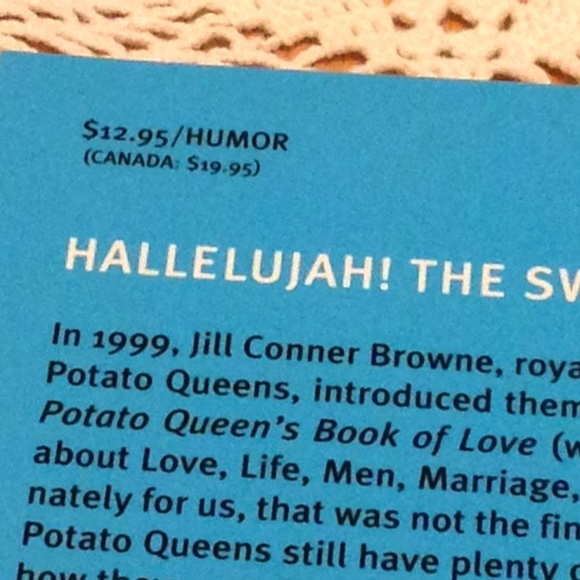 $12.95/HUMOR
(CANADA: $19.95)
HALLELUJAH! THE SW
In 1999, Jill Conner Browne, roya
Potato Queens, introduced them
Potato Queen's Book of Love (w
about Love, Life, Men, Marriage,
nately for us, that was not the fin
Potato Queens still have plenty
how